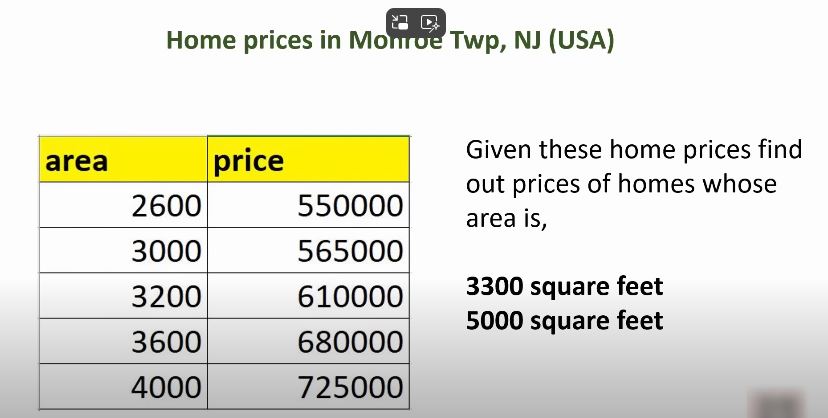 Home prices in Monroe Twp, NJ (USA)
area price
2600 550000
3000 565000
3200 610000
3600 680000
4000 725000
Given these home prices find
out prices of homes whose
area is,
3300 square feet
5000 square feet